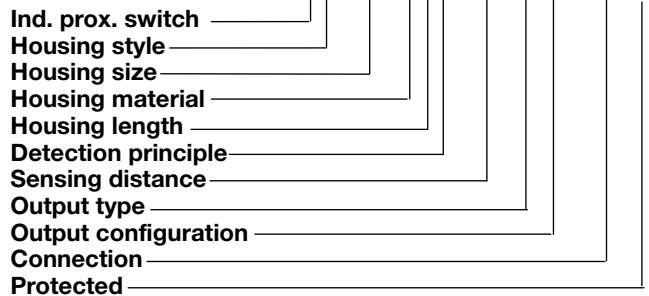 Ind. prox. switch
Housing style
Housing size
Housing material
Housing length
Detection principle
Sensing distance
Output type
Output configuration
Connection
Protected